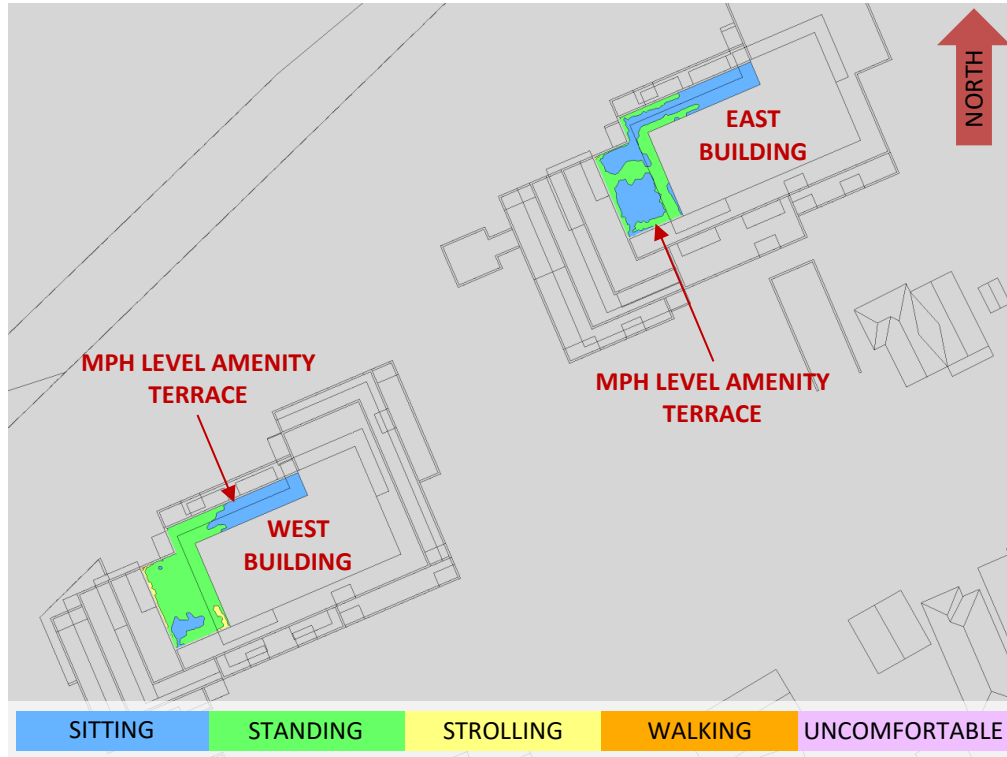 NORTH
EAST
BUILDING
MPH LEVEL AMENITY
TERRACE
MPH LEVEL AMENITY
TERRACE
WEST
BUILDING
SITTING STANDING STROLLING WALKING UNCOMFORTABLE